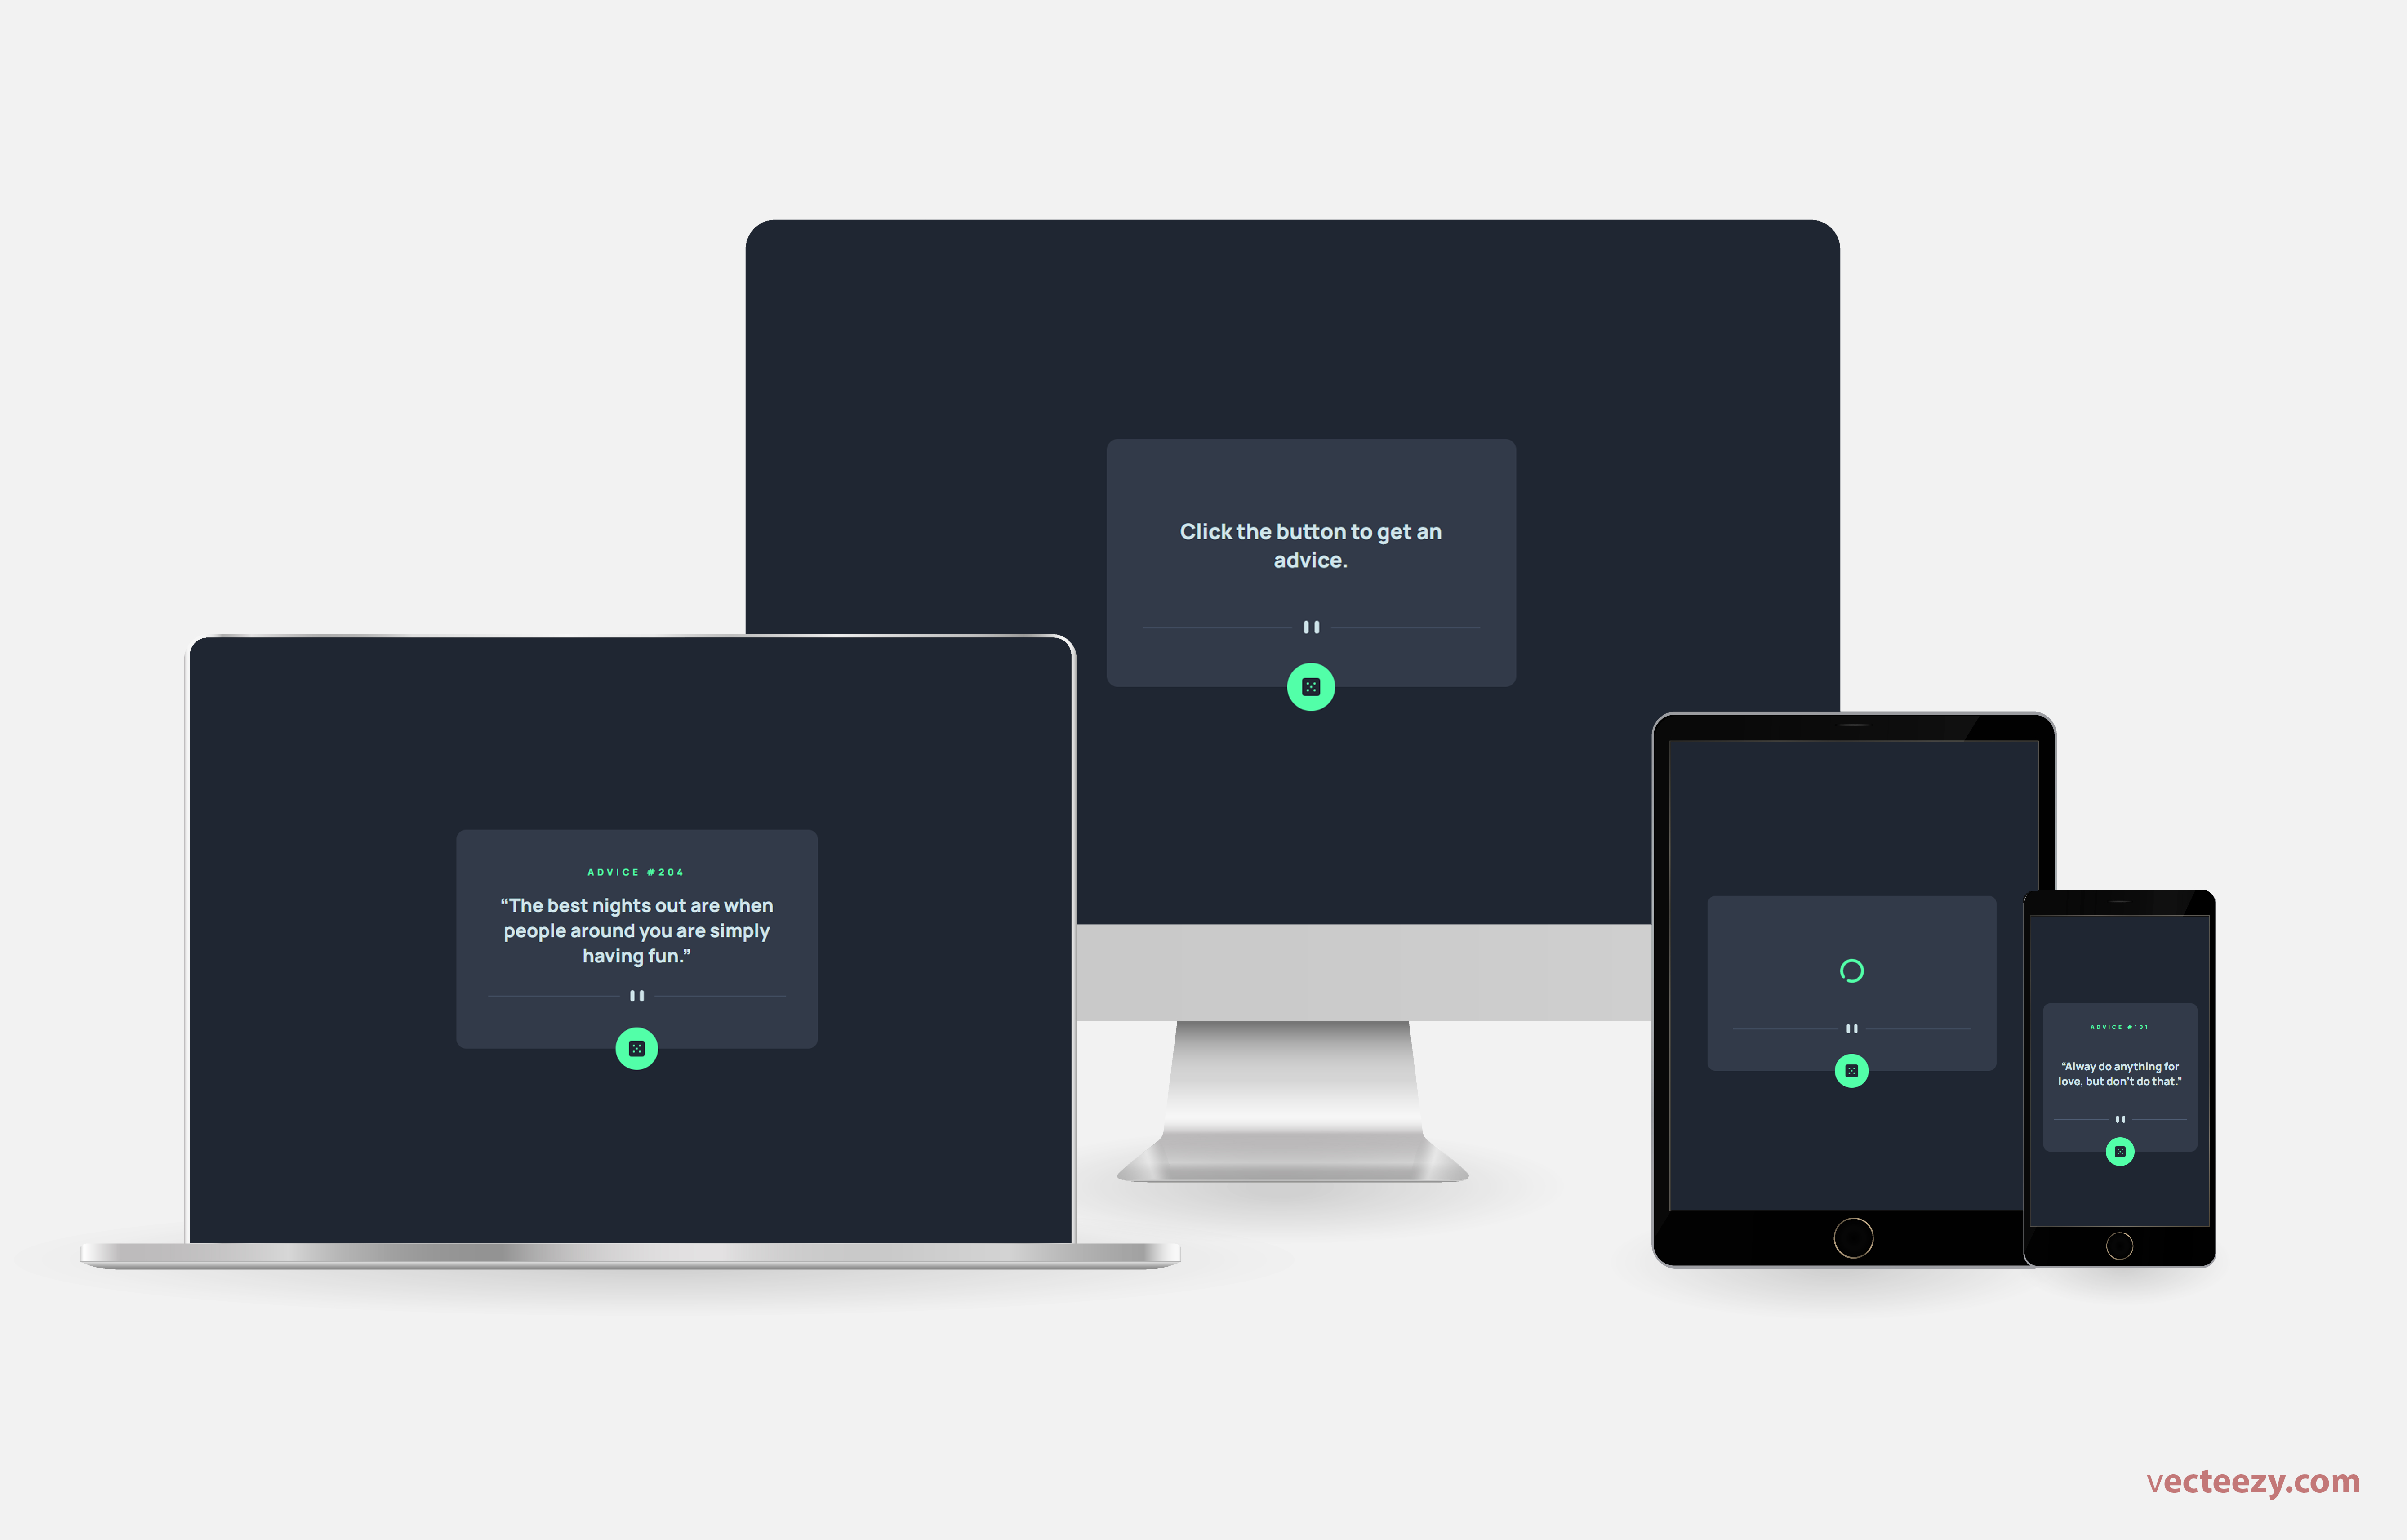 Click the button to get an
advice.
ADVICE #204
“The best nights out are when
people around you are simply
having fun.”
ADVICE #101
“Alway do anything for
love, but don't do that.”
vecteezy.com